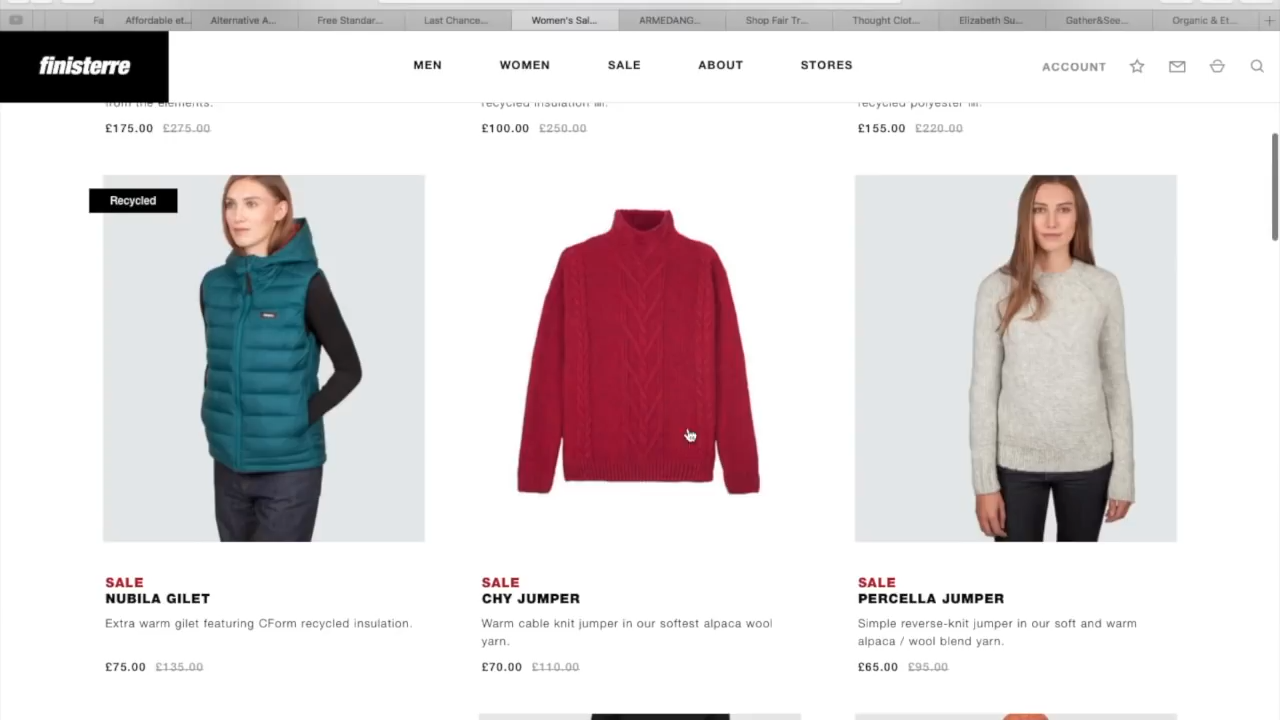 Fa
Affordable et...
Alternative A...
Free Standar...
Last Chance...
Women's Sal...
ARMEDANG...
Shop Fair Tr...
Thought Clot...
Elizabeth Su...
Gather&See...
Organic & Et...
finisterre
MEN
WOMEN
SALE
ABOUT
STORES
ACCOUNT
from the elements.
£175.00 £275.00
recycled insulation fill.
£100.00 £250.00
recycled polyester fill.
£155.00 £220.00
Recycled
SALE
NUBILA GILET
Extra warm gilet featuring CForm recycled insulation.
£75.00 £135.00
SALE
CHY JUMPER
Warm cable knit jumper in our softest alpaca wool
yarn.
£70.00 £110.00
SALE
PERCELLA JUMPER
Simple reverse-knit jumper in our soft and warm
alpaca / wool blend yarn.
£65.00 £95.00